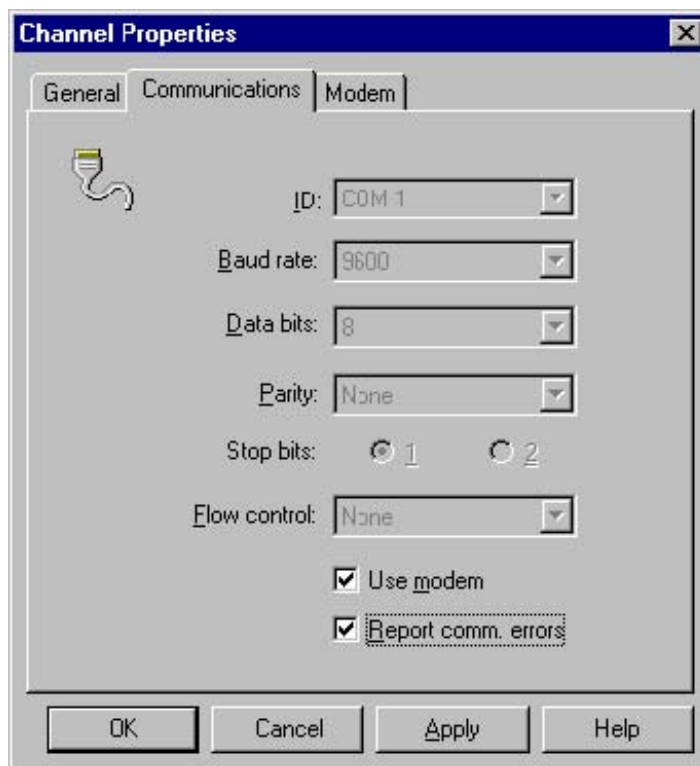 Channel Properties
General Communications Modem
ID: COM 1
Baud rate: 9600
Data bits: 8
Parity: None
Stop bits: 1 2
Flow control: None
Use modem
Report comm. errors
OK Cancel Apply Help